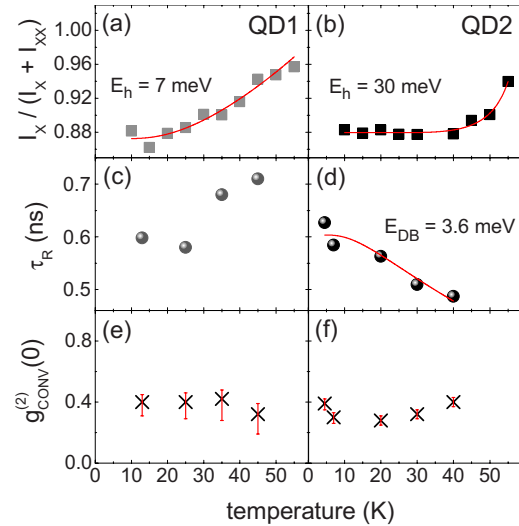 (a) QD1
(b) QD2
I_X / (I_X + I_XX)
1.00
0.96
0.92
0.88
E_h = 7 meV
E_h = 30 meV
(c)
(d)
τ_R (ns)
0.7
0.6
0.5
E_DB = 3.6 meV
(e)
(f)
g^(2)_CONV(0)
0.8
0.4
0.0
0 10 20 30 40 50 0 10 20 30 40 50
temperature (K)